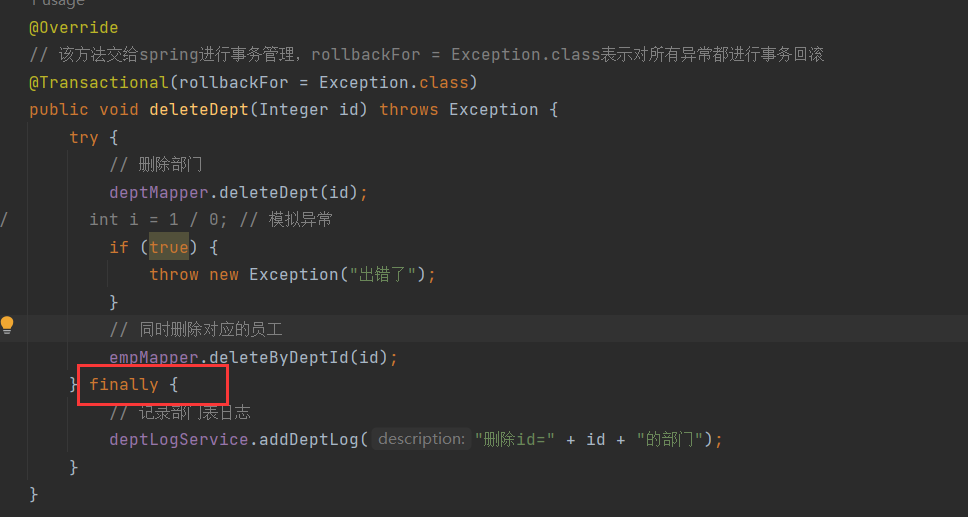 1 usage
@Override
// 该方法交给spring进行事务管理，rollbackFor = Exception.class表示对所有异常都进行事务回滚
@Transactional(rollbackFor = Exception.class)
public void deleteDept(Integer id) throws Exception {
try {
// 删除部门
deptMapper.deleteDept(id);
/ int i = 1 / 0; // 模拟异常
if (true) {
throw new Exception("出错了");
}
// 同时删除对应的员工
empMapper.deleteByDeptId(id);
} finally {
// 记录部门表日志
deptLogService.addDeptLog( description: "删除id=" + id + "的部门");
}
}